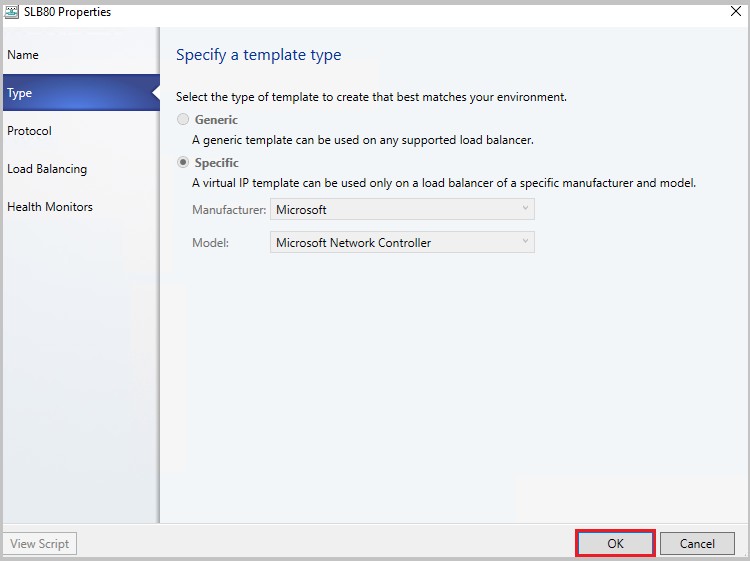 SLB80 Properties
Name
Type
Protocol
Load Balancing
Health Monitors
Specify a template type
Select the type of template to create that best matches your environment.
Generic
A generic template can be used on any supported load balancer.
Specific
A virtual IP template can be used only on a load balancer of a specific manufacturer and model.
Manufacturer: Microsoft
Model: Microsoft Network Controller
View Script
OK
Cancel